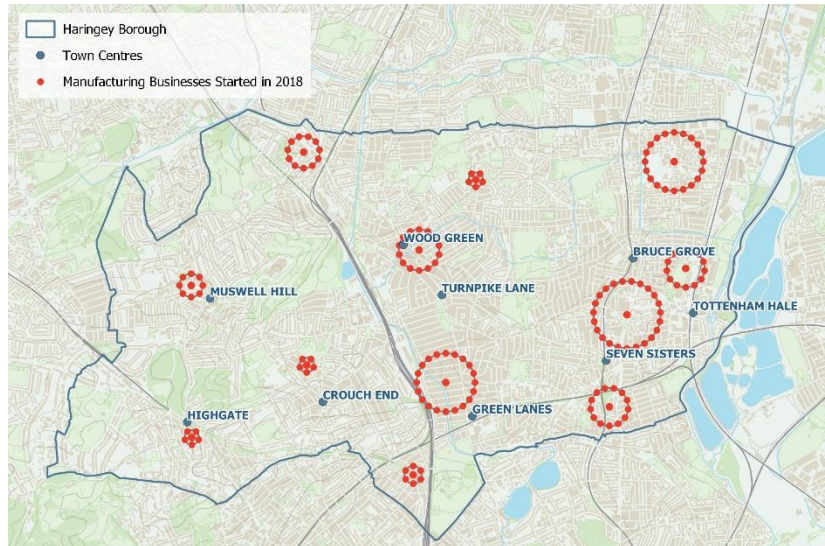 Haringey Borough
Town Centres
Manufacturing Businesses Started in 2018
WOOD GREEN
BRUCE GROVE
MUSWELL HILL
TURNPIKE LANE
TOTTENHAM HALE
SEVEN SISTERS
CROUCH END
HIGHGATE
GREEN LANES